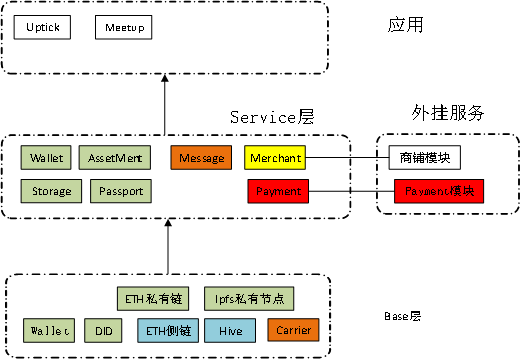 Uptick Meetup
应用
Service层
外挂服务
Wallet AssetMent Message Merchant
商铺模块
Storage Passport Payment
Payment模块
ETH私有链 Ipfs私有节点
Base层
Wallet DID ETH侧链 Hive Carrier